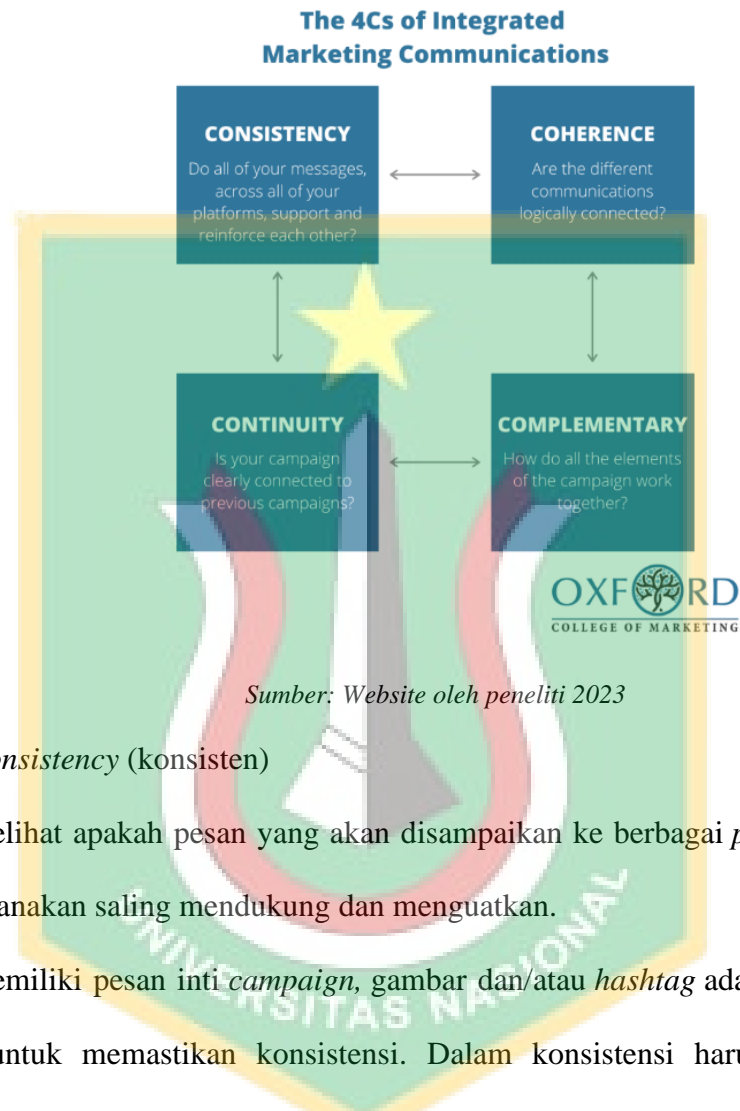 The 4Cs of Integrated
Marketing Communications
CONSISTENCY
Do all of your messages,
across all of your
platforms, support and
reinforce each other?
COHERENCE
Are the different
communications
logically connected?
CONTINUITY
Is your campaign
clearly connected to
previous campaigns?
COMPLEMENTARY
How do all the elements
of the campaign work
together?
OXFORD
COLLEGE OF MARKETING
Sumber: Website oleh peneliti 2023
onsistency (konsisten)
elihat apakah pesan yang akan disampaikan ke berbagai p
anakan saling mendukung dan menguatkan.
emiliki pesan inti campaign, gambar dan/atau hashtag ada
untuk memastikan konsistensi. Dalam konsistensi haru
UNIVERSITAS NASIONAL